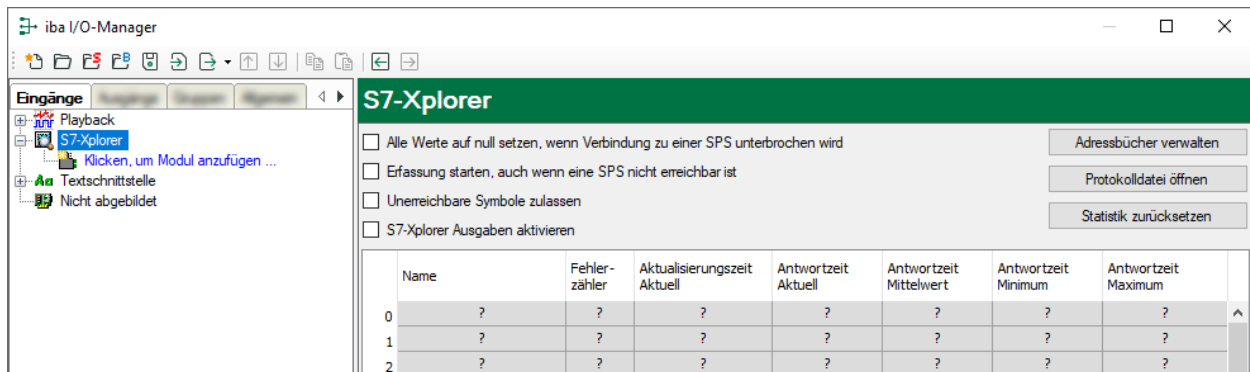 iba I/O-Manager
Eingänge
Playback
S7-Xplorer
Klicken, um Modul anzufügen ...
Textschnittstelle
Nicht abgebildet
S7-Xplorer
Alle Werte auf null setzen, wenn Verbindung zu einer SPS unterbrochen wird
Erfassung starten, auch wenn eine SPS nicht erreichbar ist
Unerreichbare Symbole zulassen
S7-Xplorer Ausgaben aktivieren
Adressbücher verwalten
Protokolldatei öffnen
Statistik zurücksetzen
Name
Fehler-
zähler
Aktualisierungszeit
Aktuell
Antwortzeit
Aktuell
Antwortzeit
Mittelwert
Antwortzeit
Minimum
Antwortzeit
Maximum
0 ? ? ? ? ? ? ?
1 ? ? ? ? ? ? ?
2 ? ? ? ? ? ? ?